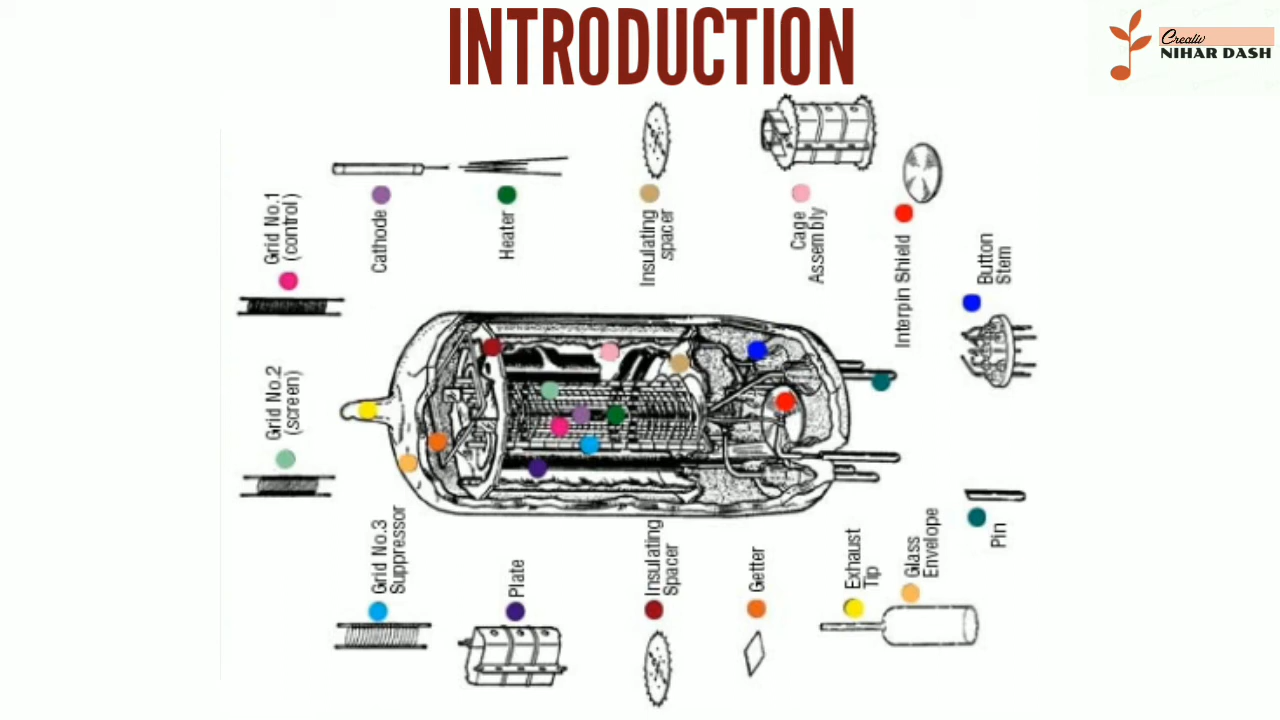 INTRODUCTION
Creativ
NIHAR DASH
Grid No.1
(control)
Cathode
Heater
Insulating
spacer
Cage
Assembly
Interpin Shield
Button
Stem
Grid No.2
(screen)
Grid No.3
Suppressor
Plate
Insulating
Spacer
Getter
Exhaust
Tip
Glass
Envelope
Pin